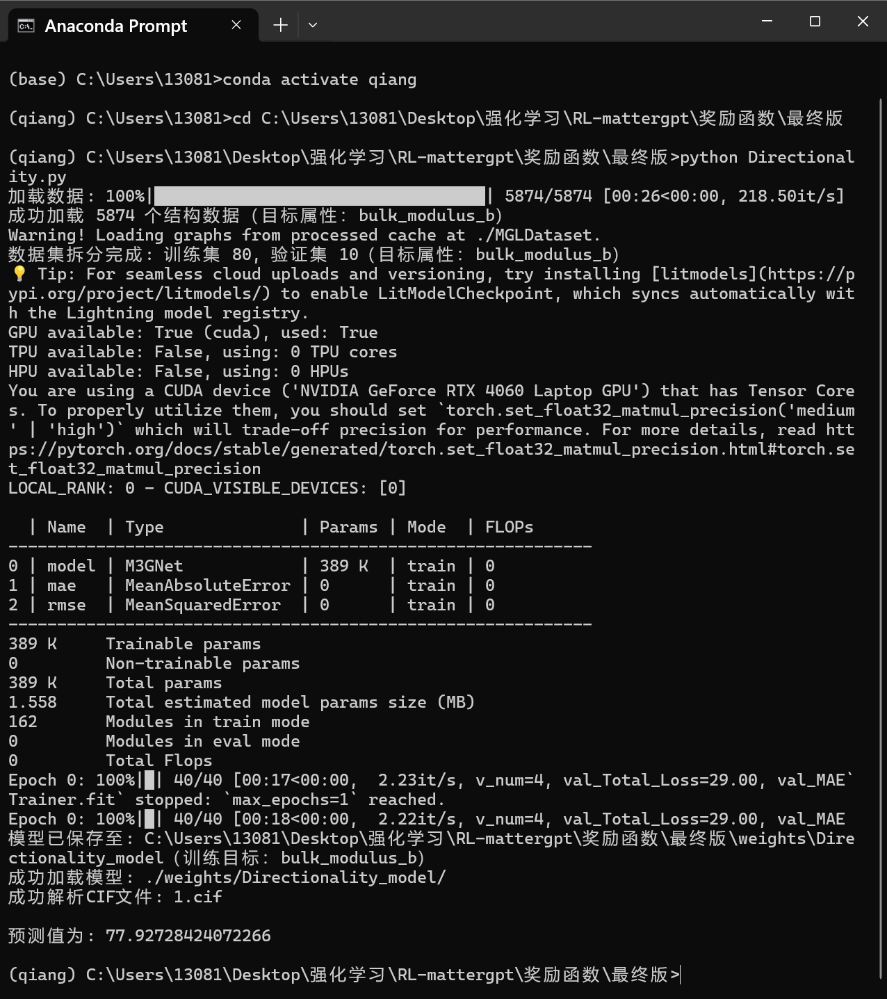 Anaconda Prompt
(base) C:\Users\13081>conda activate qiang
(qiang) C:\Users\13081>cd C:\Users\13081\Desktop\强化学习\RL-mattergpt\奖励函数\最终版
(qiang) C:\Users\13081\Desktop\强化学习\RL-mattergpt\奖励函数\最终版>python Directional
ity.py
加载数据: 100%|██████████████████████████████████| 5874/5874 [00:26<00:00, 218.50it/s]
成功加载 5874 个结构数据（目标属性: bulk_modulus_b）
Warning! Loading graphs from processed cache at ./MGLDataset.
数据集拆分完成: 训练集 80, 验证集 10（目标属性: bulk_modulus_b）
💡 Tip: For seamless cloud uploads and versioning, try installing [litmodels](https://p
ypi.org/project/litmodels/) to enable LitModelCheckpoint, which syncs automatically wit
h the Lightning model registry.
GPU available: True (cuda), used: True
TPU available: False, using: 0 TPU cores
HPU available: False, using: 0 HPUs
You are using a CUDA device ('NVIDIA GeForce RTX 4060 Laptop GPU') that has Tensor Core
s. To properly utilize them, you should set `torch.set_float32_matmul_precision('medium
' | 'high')` which will trade-off precision for performance. For more details, read htt
ps://pytorch.org/docs/stable/generated/torch.set_float32_matmul_precision.html#torch.se
t_float32_matmul_precision
LOCAL_RANK: 0 - CUDA_VISIBLE_DEVICES: [0]
  | Name  | Type              | Params | Mode  | FLOPs
------------------------------------------------------------
0 | model | M3GNet            | 389 K  | train | 0
1 | mae   | MeanAbsoluteError | 0      | train | 0
2 | rmse  | MeanSquaredError  | 0      | train | 0
------------------------------------------------------------
389 K     Trainable params
0         Non-trainable params
389 K     Total params
1.558     Total estimated model params size (MB)
162       Modules in train mode
0         Modules in eval mode
0         Total Flops
Epoch 0: 100%|█| 40/40 [00:17<00:00,  2.23it/s, v_num=4, val_Total_Loss=29.00, val_MAE`
Trainer.fit` stopped: `max_epochs=1` reached.
Epoch 0: 100%|█| 40/40 [00:18<00:00,  2.22it/s, v_num=4, val_Total_Loss=29.00, val_MAE
模型已保存至: C:\Users\13081\Desktop\强化学习\RL-mattergpt\奖励函数\最终版\weights\Dire
ctionality_model（训练目标: bulk_modulus_b）
成功加载模型: ./weights/Directionality_model/
成功解析CIF文件: 1.cif
预测值为: 77.92728424072266
(qiang) C:\Users\13081\Desktop\强化学习\RL-mattergpt\奖励函数\最终版>